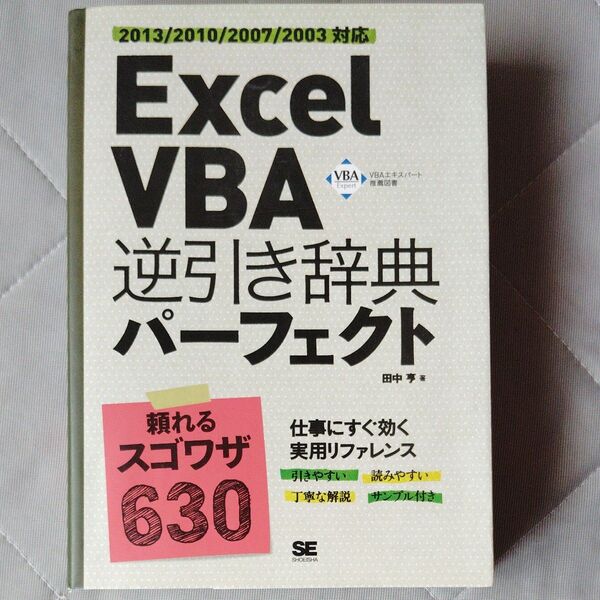 2013/2010/2007/2003 対応
Excel
VBA
VBA
Expert
VBAエキスパート
推薦図書
逆引き辞典
パーフェクト
田中 亨 著
頼れる
スゴワザ
630
仕事にすぐ効く
実用リファレンス
引きやすい 読みやすい
丁寧な解説 サンプル付き
SE
SHOEISHA